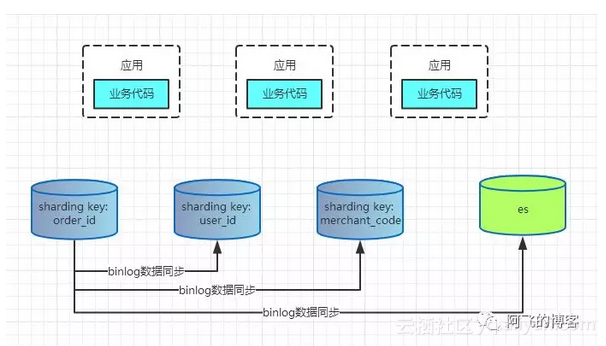 应用
业务代码
应用
业务代码
应用
业务代码
sharding key:
order_id
sharding key:
user_id
sharding key:
merchant_code
es
binlog数据同步
binlog数据同步
binlog数据同步
阿飞的博客
云栖社区